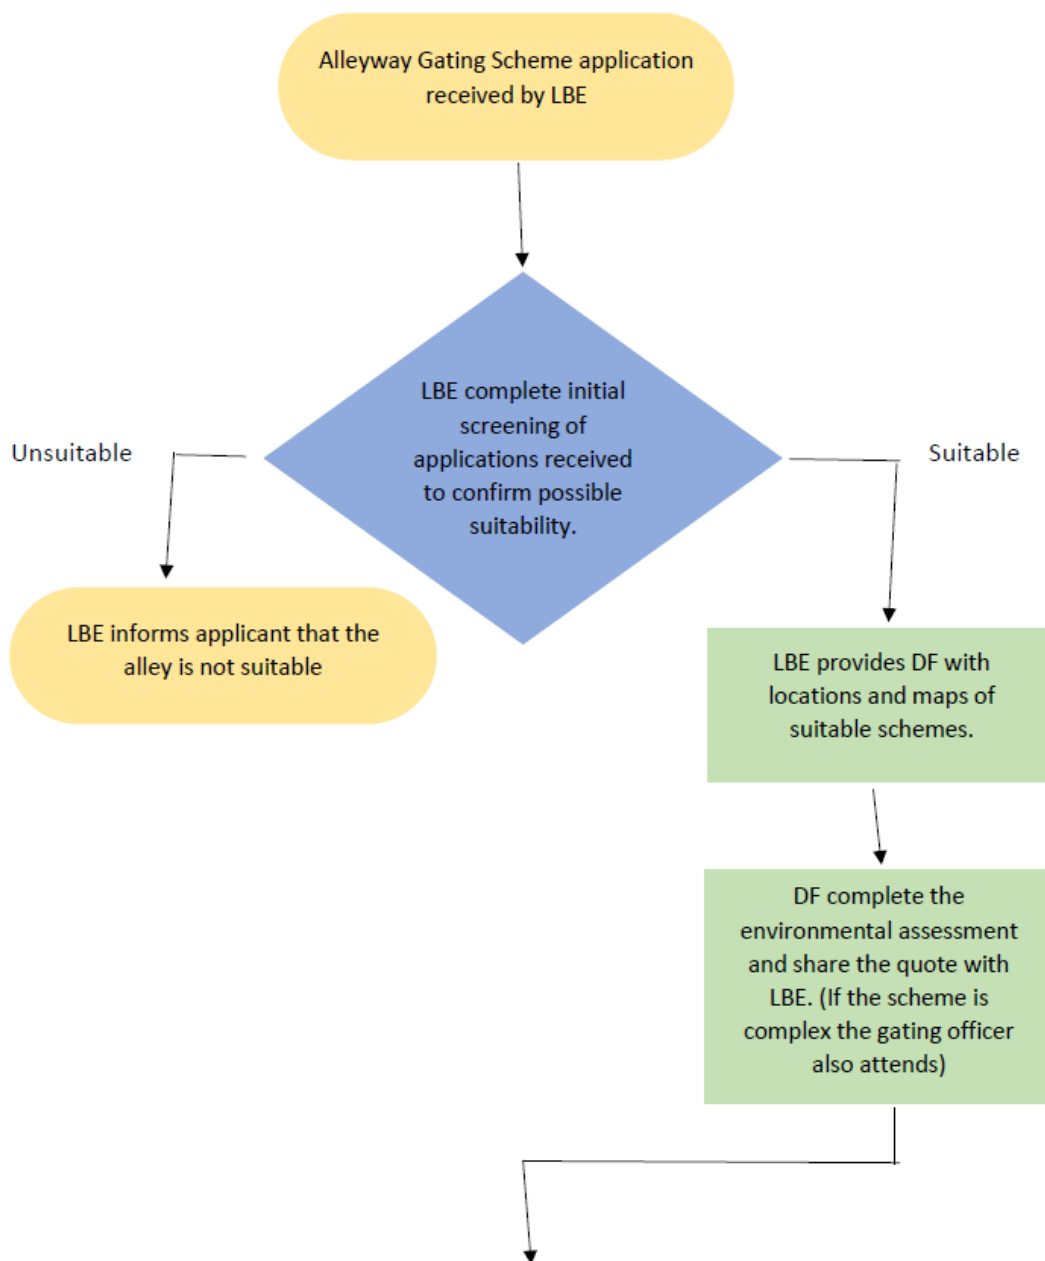 Alleyway Gating Scheme application
received by LBE
LBE complete initial
screening of
applications received
to confirm possible
suitability.
Unsuitable
Suitable
LBE informs applicant that the
alley is not suitable
LBE provides DF with
locations and maps of
suitable schemes.
DF complete the
environmental assessment
and share the quote with
LBE. (If the scheme is
complex the gating officer
also attends)